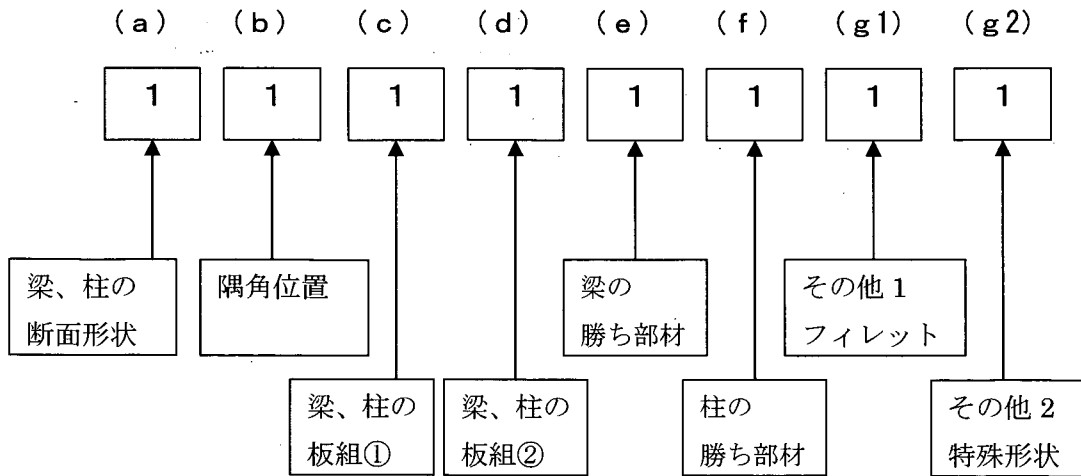 (a) (b) (c) (d) (e) (f) (g1) (g2)
1 1 1 1 1 1 1 1
梁、柱の
断面形状
隅角位置
梁の
勝ち部材
その他1
フィレット
梁、柱の
板組①
梁、柱の
板組②
柱の
勝ち部材
その他2
特殊形状